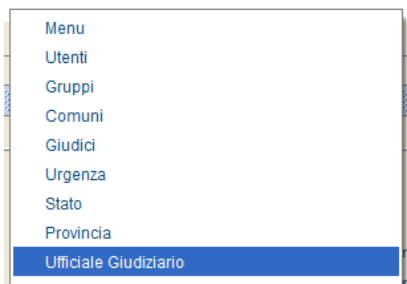 Menu
Utenti
Gruppi
Comuni
Giudici
Urgenza
Stato
Provincia
Ufficiale Giudiziario